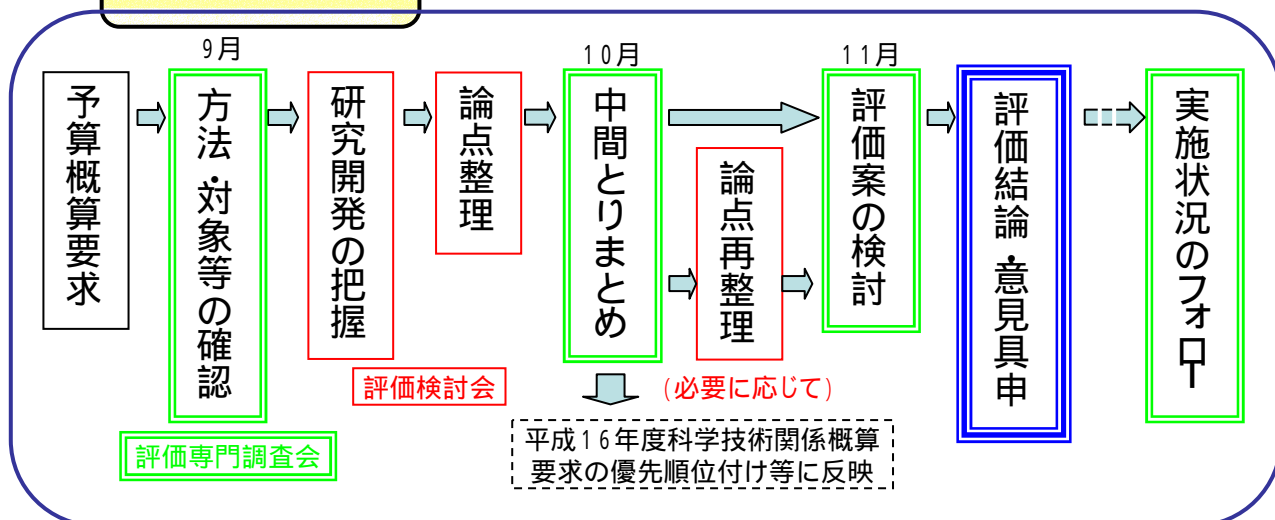 9月
10月
11月
予算概算要求
方法・対象等の確認
研究開発の把握
論点整理
中間とりまとめ
論点再整理
評価案の検討
評価結論・意見具申
実施状況のフォロー
評価検討会
(必要に応じて)
評価専門調査会
平成16年度科学技術関係概算
要求の優先順位付け等に反映